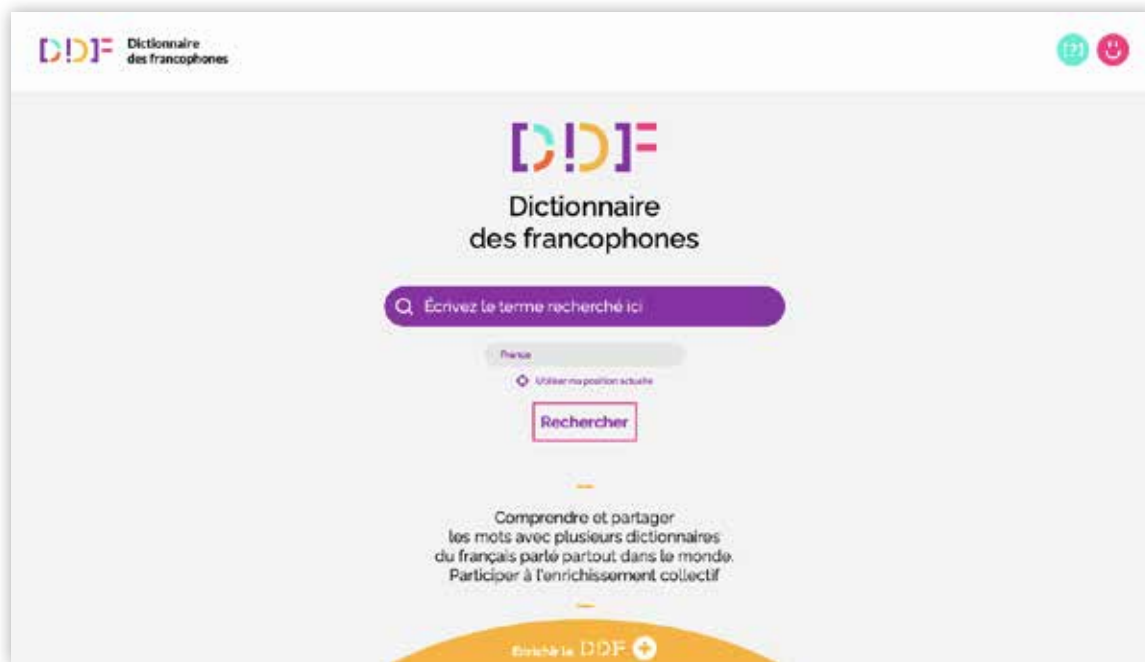 DDF Dictionnaire
des francophones
[?]
DDF
Dictionnaire
des francophones
Écrivez le terme recherché ici
France
Utiliser ma position actuelle
Rechercher
Comprendre et partager
les mots avec plusieurs dictionnaires
du français parlé partout dans le monde.
Participer à l'enrichissement collectif
Enrichir le DDF